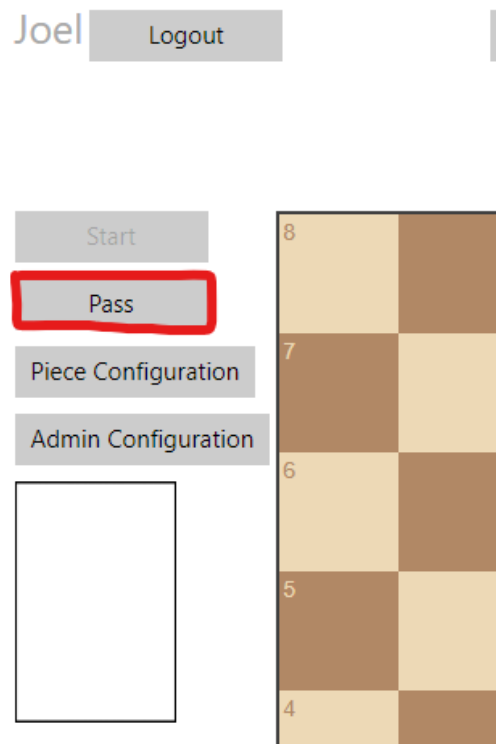 Joel Logout
Start
Pass
Piece Configuration
Admin Configuration
8
7
6
5
4